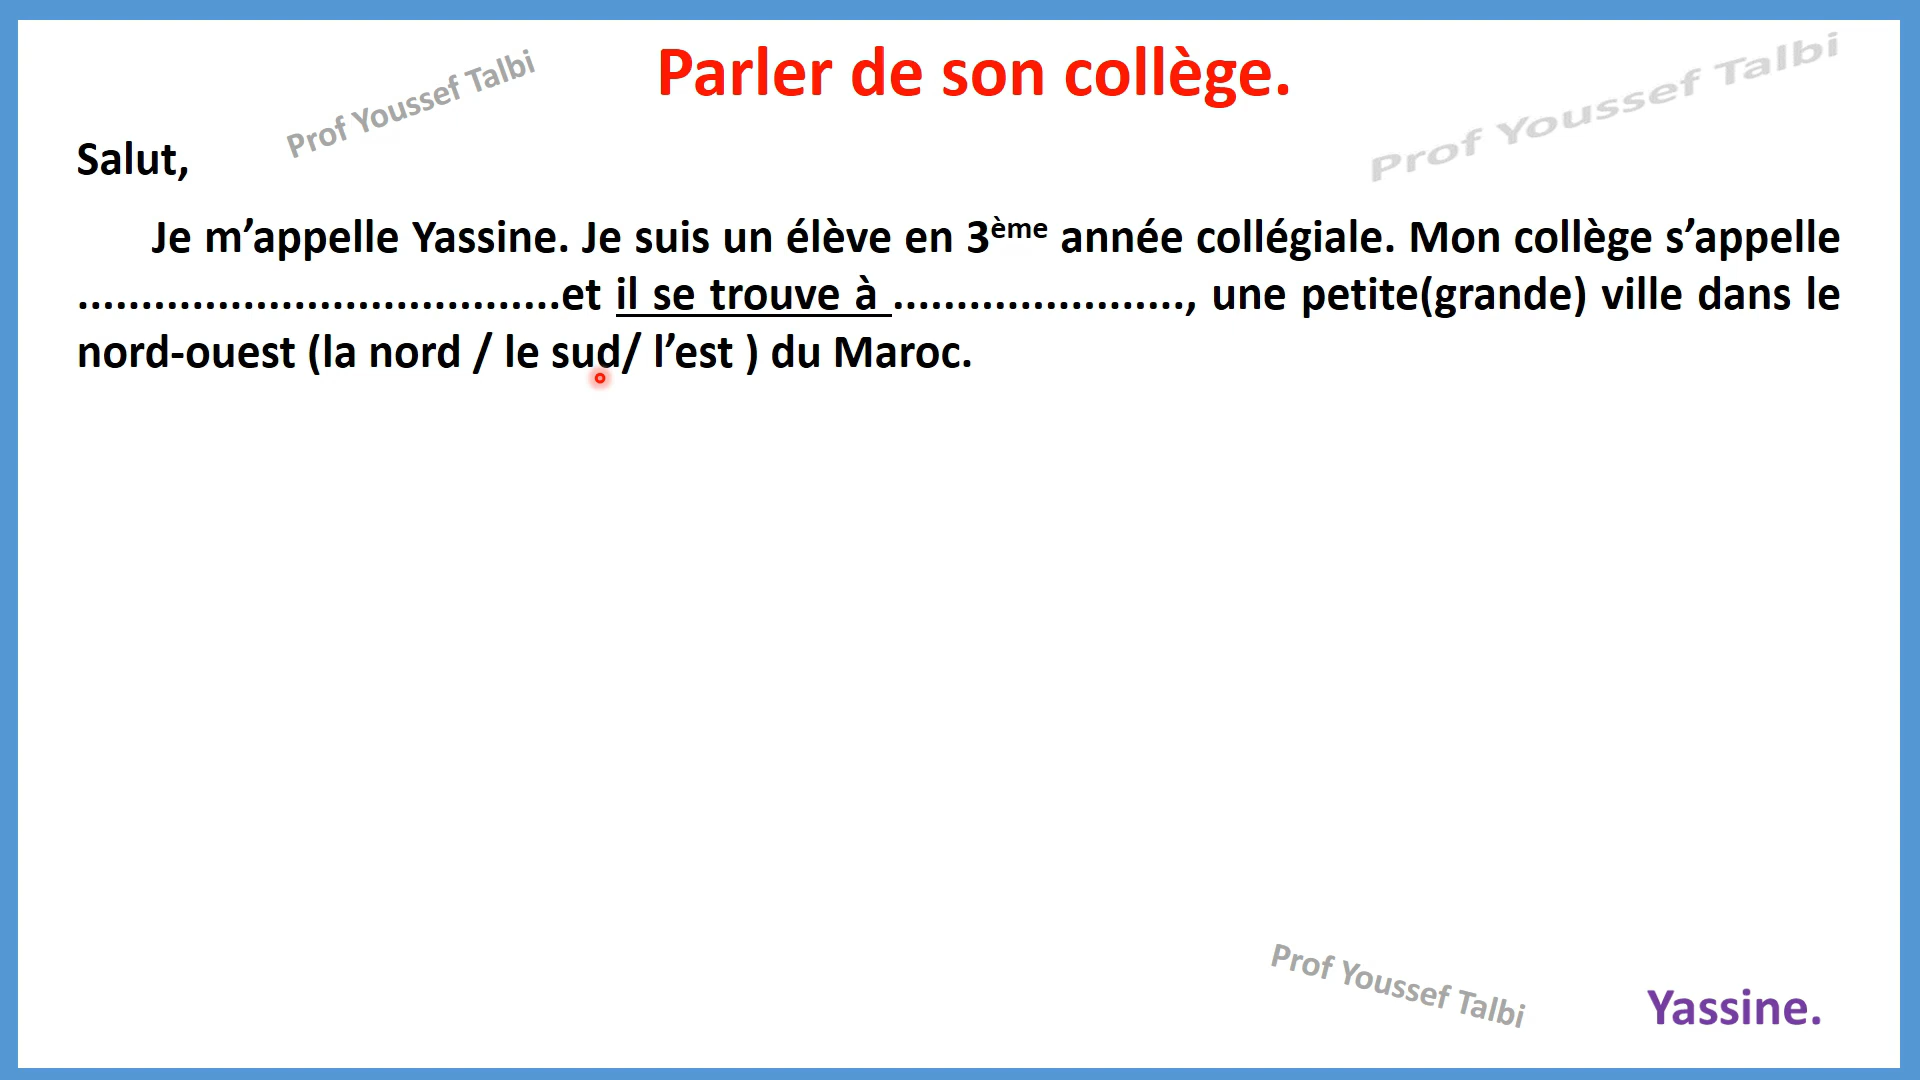 Parler de son collège.
Prof Youssef Talbi
Prof Youssef Talbi
Salut,
Je m’appelle Yassine. Je suis un élève en 3ème année collégiale. Mon collège s’appelle
......................................et il se trouve à ......................., une petite(grande) ville dans le
nord-ouest (la nord / le sud/ l’est ) du Maroc.
Prof Youssef Talbi
Yassine.